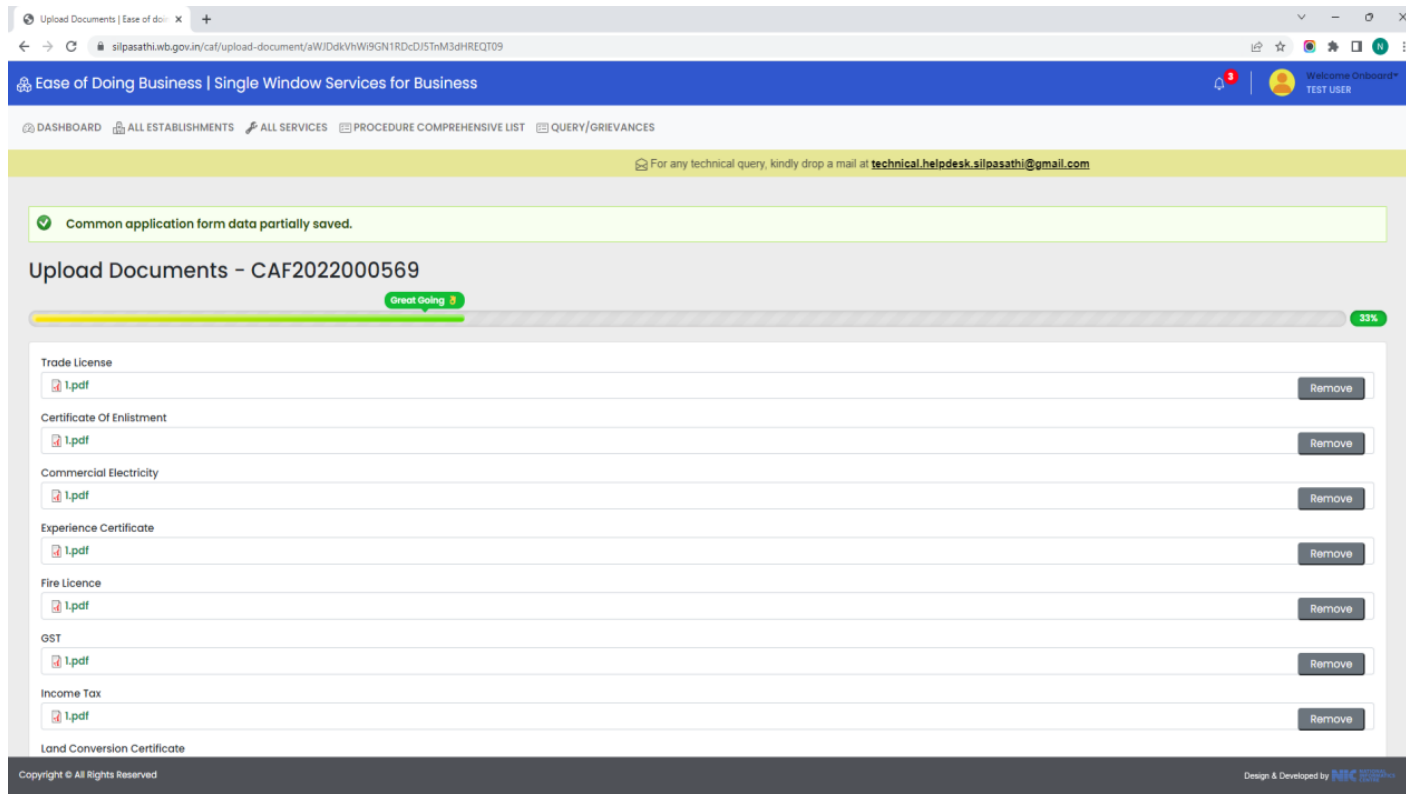 Upload Documents | Ease of doin
silpasathi.wb.gov.in/caf/upload-document/aWJDdkVhWi9GN1RDcDJ5TnM3dHREQT09
N
Ease of Doing Business | Single Window Services for Business
3
Welcome Onboard
TEST USER
DASHBOARD ALL ESTABLISHMENTS ALL SERVICES PROCEDURE COMPREHENSIVE LIST QUERY/GRIEVANCES
For any technical query, kindly drop a mail at technical.helpdesk.silpasathi@gmail.com
Common application form data partially saved.
Upload Documents - CAF2022000569
Great Going
33%
Trade License
1.pdf Remove
Certificate Of Enlistment
1.pdf Remove
Commercial Electricity
1.pdf Remove
Experience Certificate
1.pdf Remove
Fire Licence
1.pdf Remove
GST
1.pdf Remove
Income Tax
1.pdf Remove
Land Conversion Certificate
Copyright © All Rights Reserved
Design & Developed by NIC